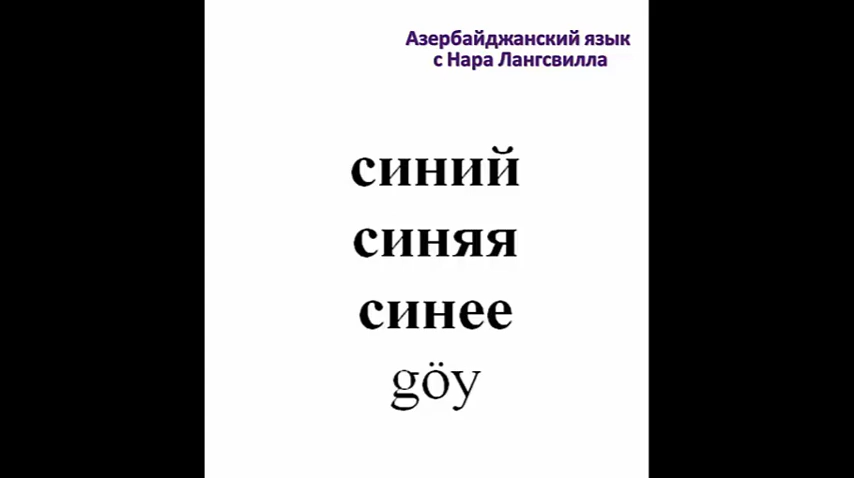 Азербайджанский язык
с Нара Лангсвилла
синий
синяя
синее
göy